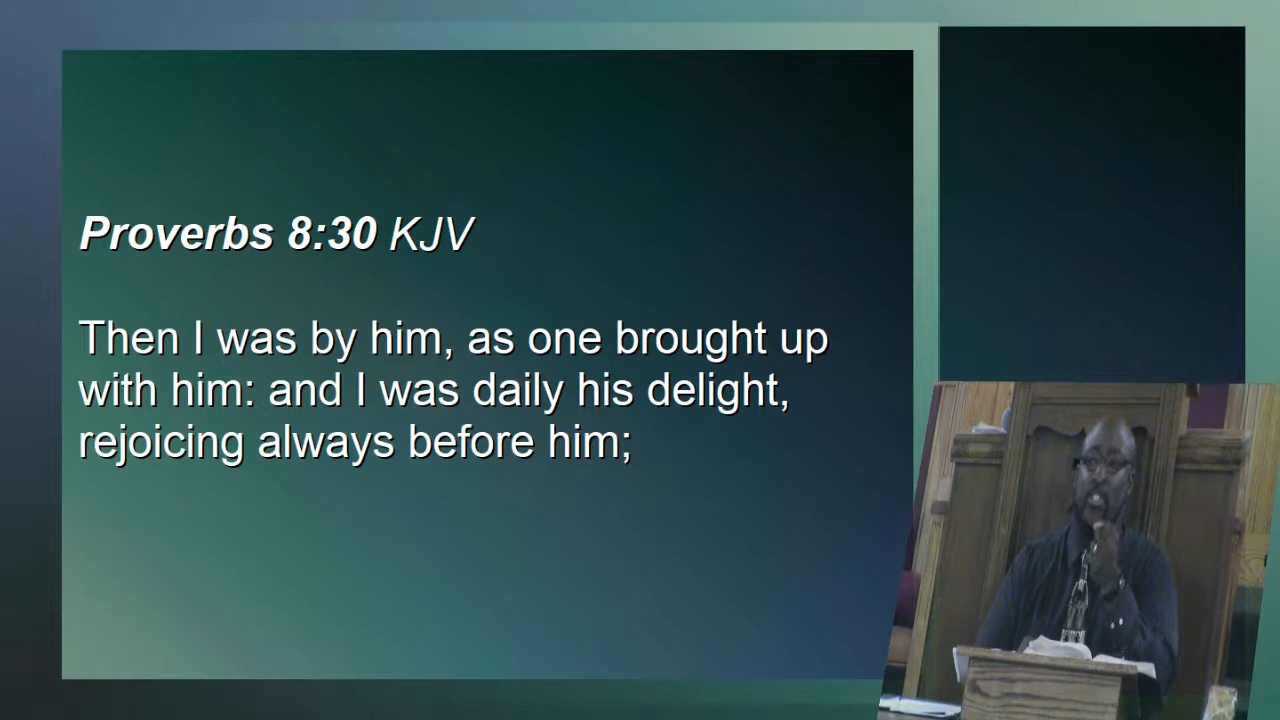 Proverbs 8:30 KJV
Then I was by him, as one brought up
with him: and I was daily his delight,
rejoicing always before him;